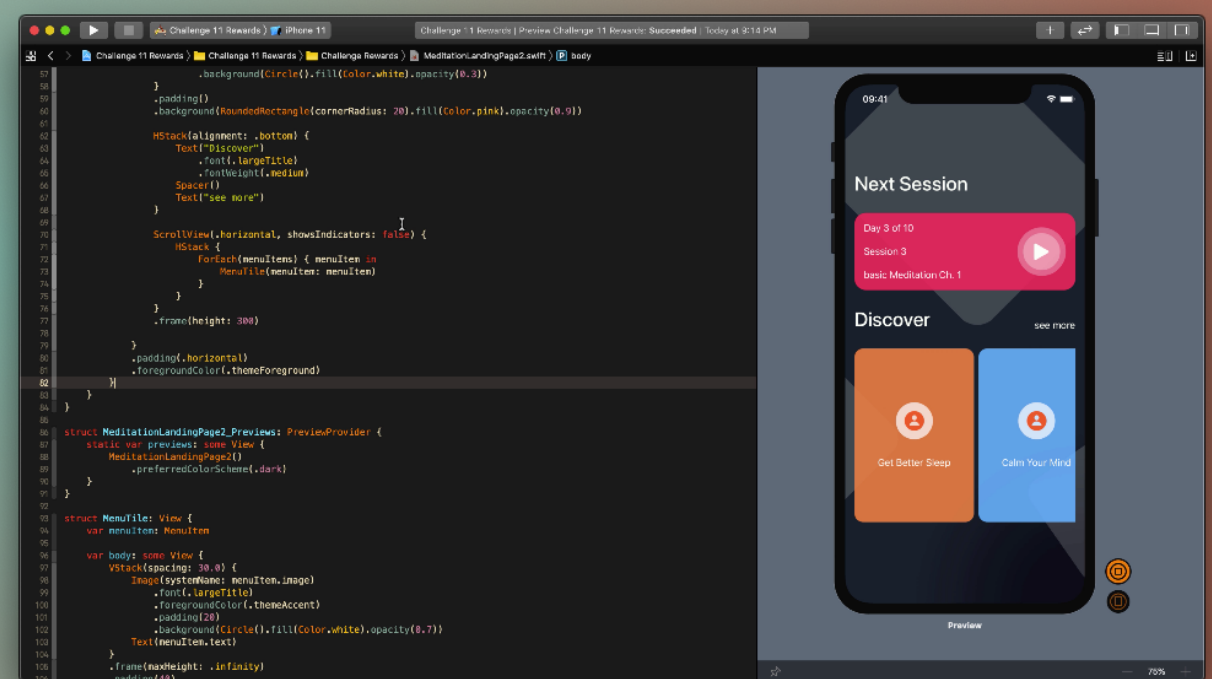 Challenge 11 Rewards ⟩ iPhone 11
Challenge 11 Rewards | Preview Challenge 11 Rewards: Succeeded | Today at 9:14 PM
Challenge 11 Rewards ⟩ Challenge 11 Rewards ⟩ Challenge Rewards ⟩ MeditationLandingPage2.swift ⟩ P body
57 .background(Circle().fill(Color.white).opacity(0.3))
58 }
59 .padding()
60 .background(RoundedRectangle(cornerRadius: 20).fill(Color.pink).opacity(0.9))
61
62 HStack(alignment: .bottom) {
63 Text("Discover")
64 .font(.largeTitle)
65 .fontWeight(.medium)
66 Spacer()
67 Text("see more")
68 }
69
70 ScrollView(.horizontal, showsIndicators: false) {
71 HStack {
72 ForEach(menuItems) { menuItem in
73 MenuTile(menuItem: menuItem)
74 }
75 }
76 }
77 .frame(height: 300)
78
79 }
80 .padding(.horizontal)
81 .foregroundColor(.themeForeground)
82 }
83 }
84 }
85
86 struct MeditationLandingPage2_Previews: PreviewProvider {
87 static var previews: some View {
88 MeditationLandingPage2()
89 .preferredColorScheme(.dark)
90 }
91 }
92
93 struct MenuTile: View {
94 var menuItem: MenuItem
95
96 var body: some View {
97 VStack(spacing: 30.0) {
98 Image(systemName: menuItem.image)
99 .font(.largeTitle)
100 .foregroundColor(.themeAccent)
101 .padding(20)
102 .background(Circle().fill(Color.white).opacity(0.7))
103 Text(menuItem.text)
104 }
105 .frame(maxHeight: .infinity)
106 .padding(40)
09:41
Next Session
Day 3 of 10
Session 3
basic Meditation Ch. 1
Discover
see more
Get Better Sleep
Calm Your Mind
Preview
75%